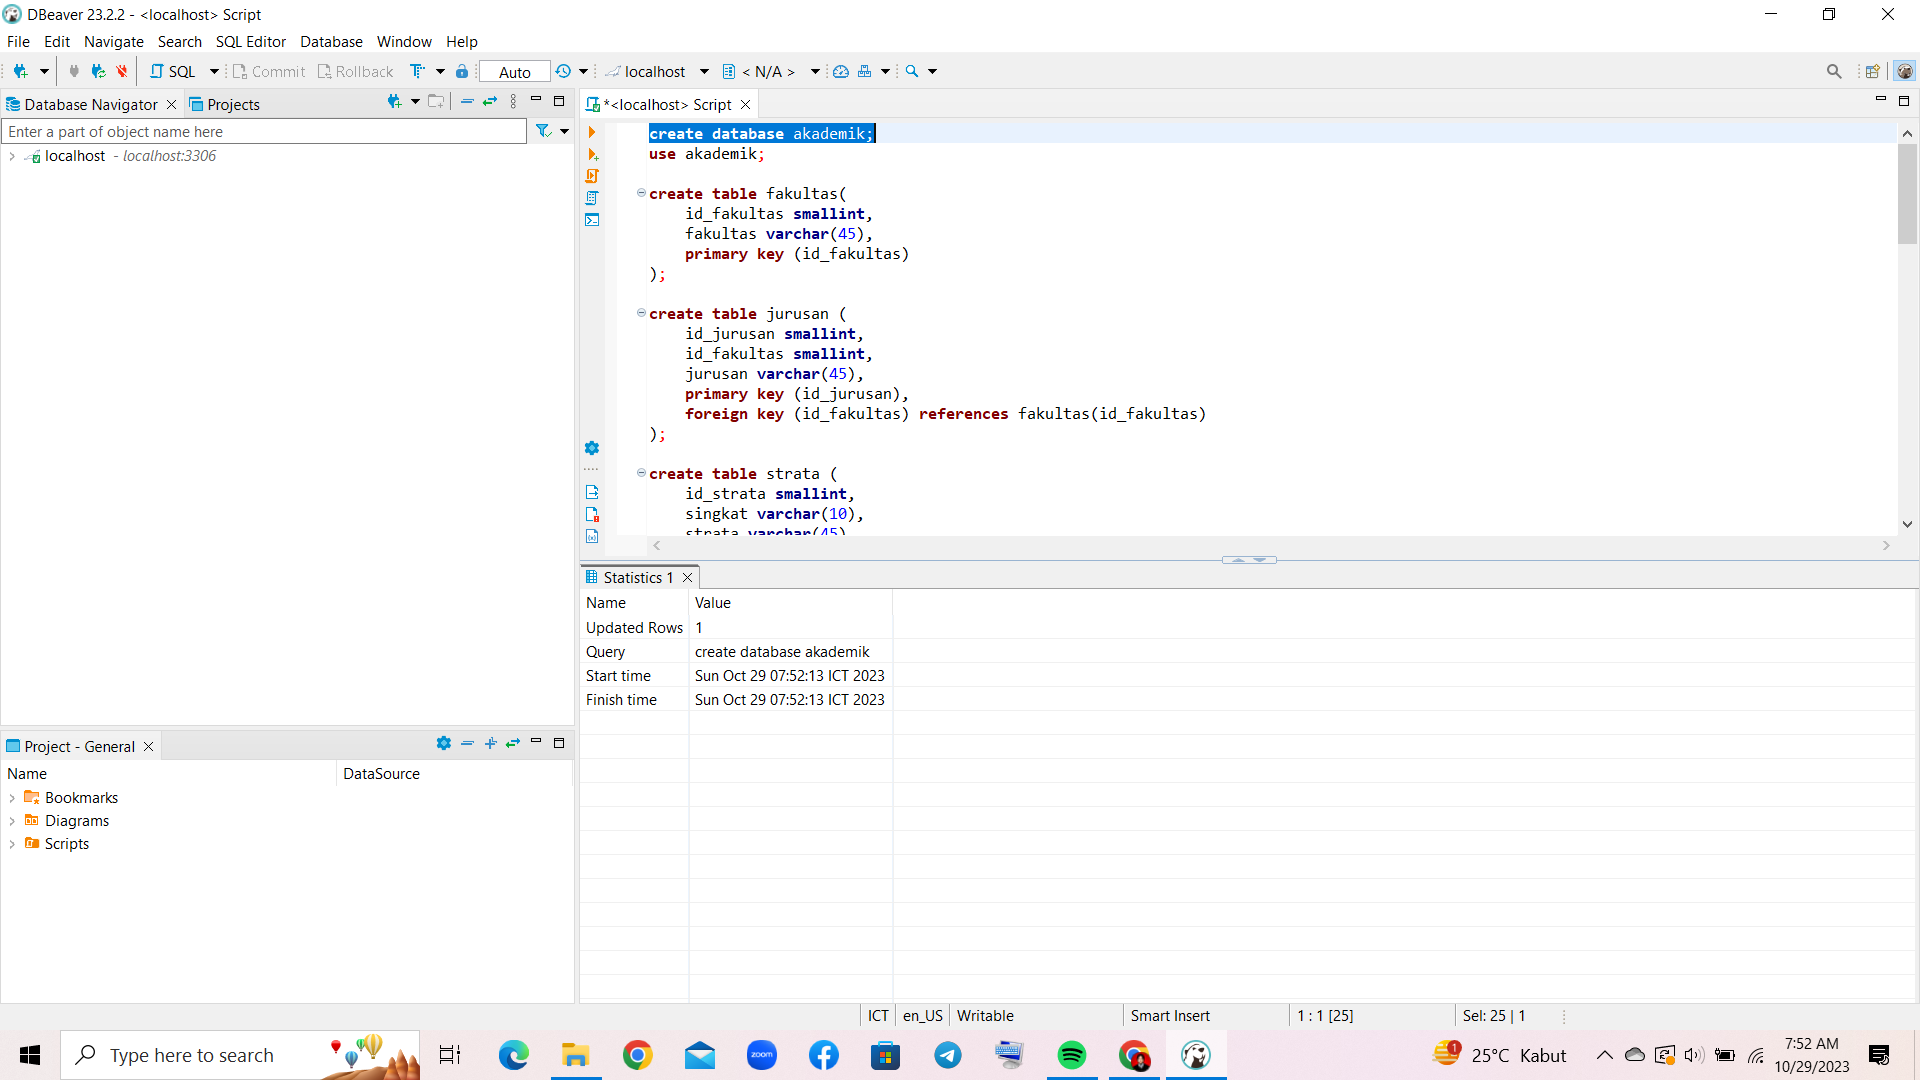 DBeaver 23.2.2 - <localhost> Script
File Edit Navigate Search SQL Editor Database Window Help
SQL Commit Rollback Auto localhost < N/A >
Database Navigator Projects
*<localhost> Script
Enter a part of object name here
localhost - localhost:3306
create database akademik;
use akademik;
create table fakultas(
id_fakultas smallint,
fakultas varchar(45),
primary key (id_fakultas)
);
create table jurusan (
id_jurusan smallint,
id_fakultas smallint,
jurusan varchar(45),
primary key (id_jurusan),
foreign key (id_fakultas) references fakultas(id_fakultas)
);
create table strata (
id_strata smallint,
singkat varchar(10),
strata varchar(45)
Statistics 1
Name Value
Updated Rows 1
Query create database akademik
Start time Sun Oct 29 07:52:13 ICT 2023
Finish time Sun Oct 29 07:52:13 ICT 2023
Project - General
Name DataSource
Bookmarks
Diagrams
Scripts
ICT en_US Writable Smart Insert 1 : 1 [25] Sel: 25 | 1
Type here to search
zoom
1
25°C Kabut
7:52 AM
10/29/2023